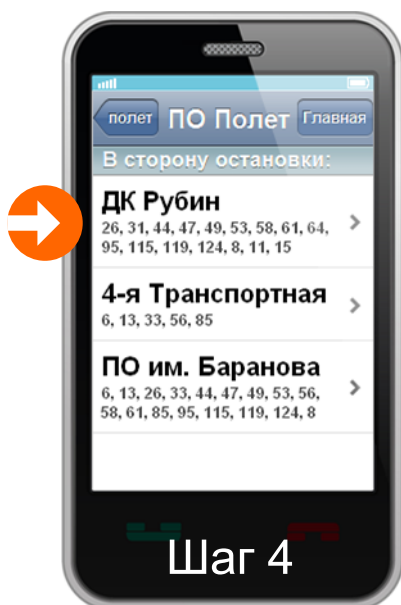 полет ПО Полет Главная
В сторону остановки:
ДК Рубин
26, 31, 44, 47, 49, 53, 58, 61, 64,
95, 115, 119, 124, 8, 11, 15
4-я Транспортная
6, 13, 33, 56, 85
ПО им. Баранова
6, 13, 26, 33, 44, 47, 49, 53, 56,
58, 61, 85, 95, 115, 119, 124, 8
Шаг 4